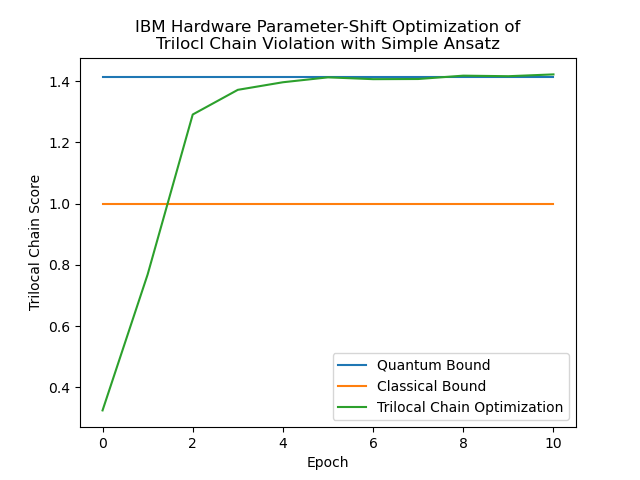 IBM Hardware Parameter-Shift Optimization of
Trilocl Chain Violation with Simple Ansatz
Trilocal Chain Score
1.4
1.2
1.0
0.8
0.6
0.4
Quantum Bound
Classical Bound
Trilocal Chain Optimization
0 2 4 6 8 10
Epoch